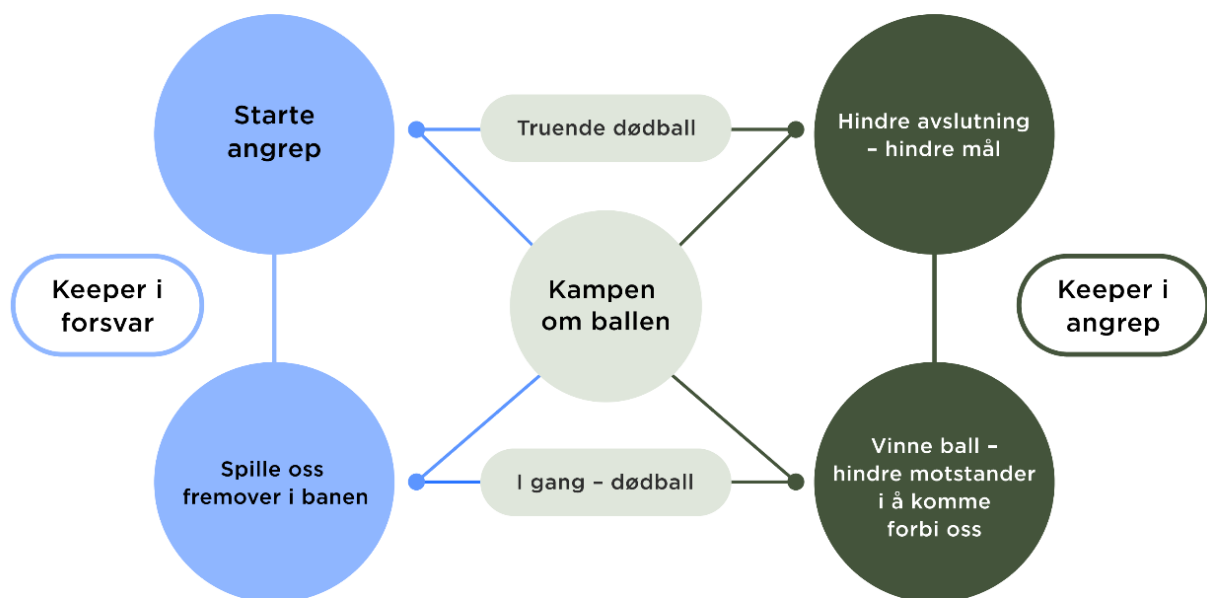 Starte
angrep
Truende dødball
Hindre avslutning
– hindre mål
Keeper i
forsvar
Kampen
om ballen
Keeper i
angrep
Spille oss
fremover i banen
I gang – dødball
Vinne ball –
hindre motstander
i å komme
forbi oss